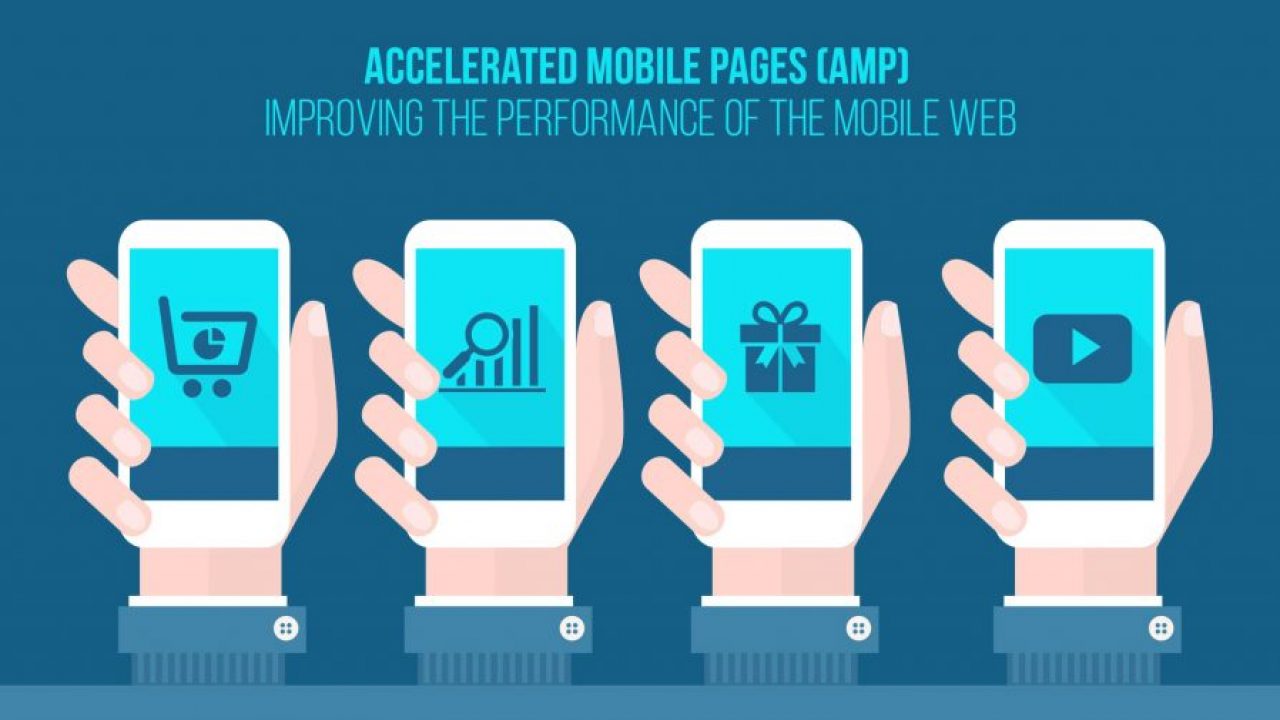 ACCELERATED MOBILE PAGES (AMP)
IMPROVING THE PERFORMANCE OF THE MOBILE WEB